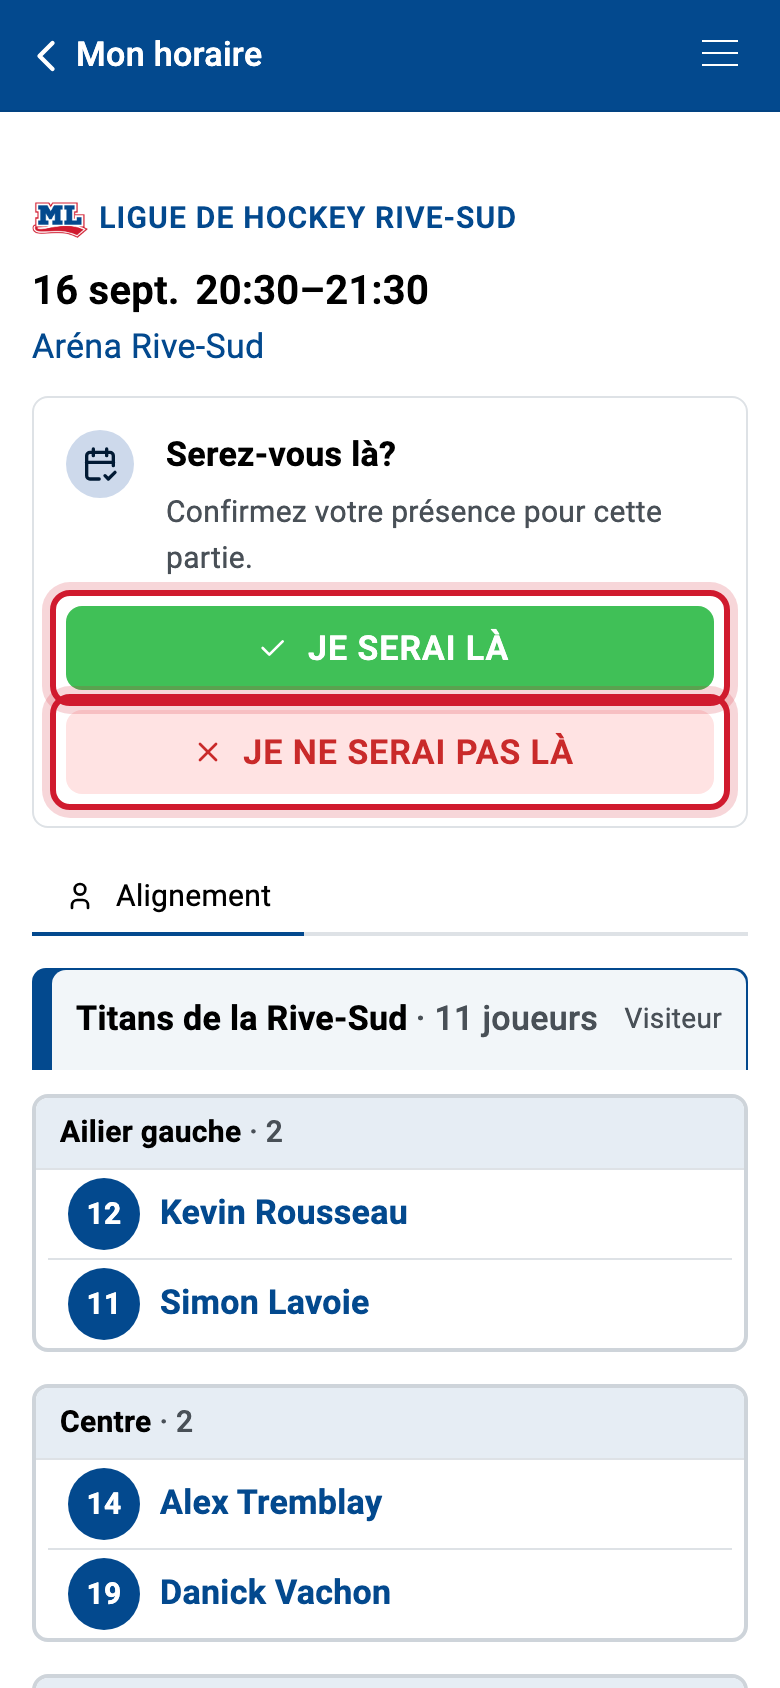 Mon horaire
ML LIGUE DE HOCKEY RIVE-SUD
16 sept. 20:30–21:30
Aréna Rive-Sud
Serez-vous là?
Confirmez votre présence pour cette
partie.
JE SERAI LÀ
JE NE SERAI PAS LÀ
Alignement
Titans de la Rive-Sud · 11 joueurs Visiteur
Ailier gauche · 2
12 Kevin Rousseau
11 Simon Lavoie
Centre · 2
14 Alex Tremblay
19 Danick Vachon